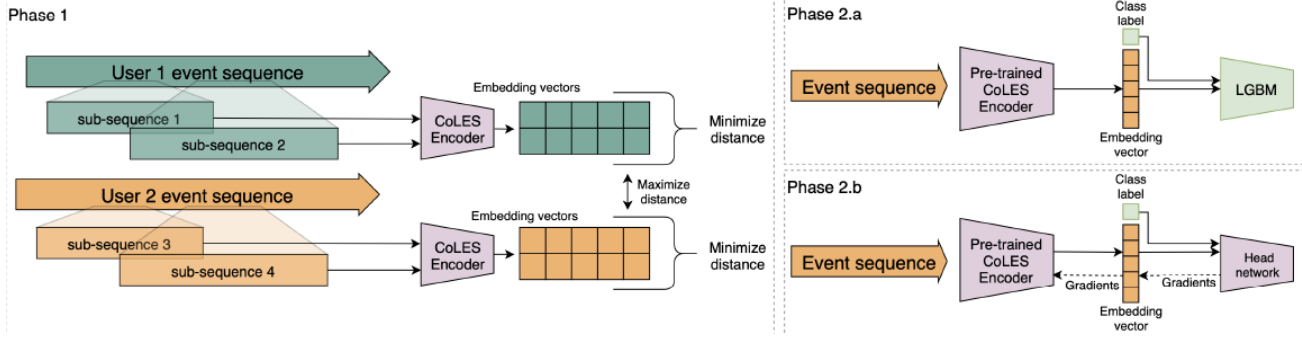 Phase 1
User 1 event sequence
sub-sequence 1
sub-sequence 2
CoLES
Encoder
Embedding vectors
Minimize
distance
Maximize
distance
User 2 event sequence
sub-sequence 3
sub-sequence 4
CoLES
Encoder
Embedding vectors
Minimize
distance
Phase 2.a
Event sequence
Pre-trained
CoLES
Encoder
Class
label
Embedding
vector
LGBM
Phase 2.b
Event sequence
Pre-trained
CoLES
Encoder
Class
label
Gradients
Gradients
Embedding
vector
Head
network